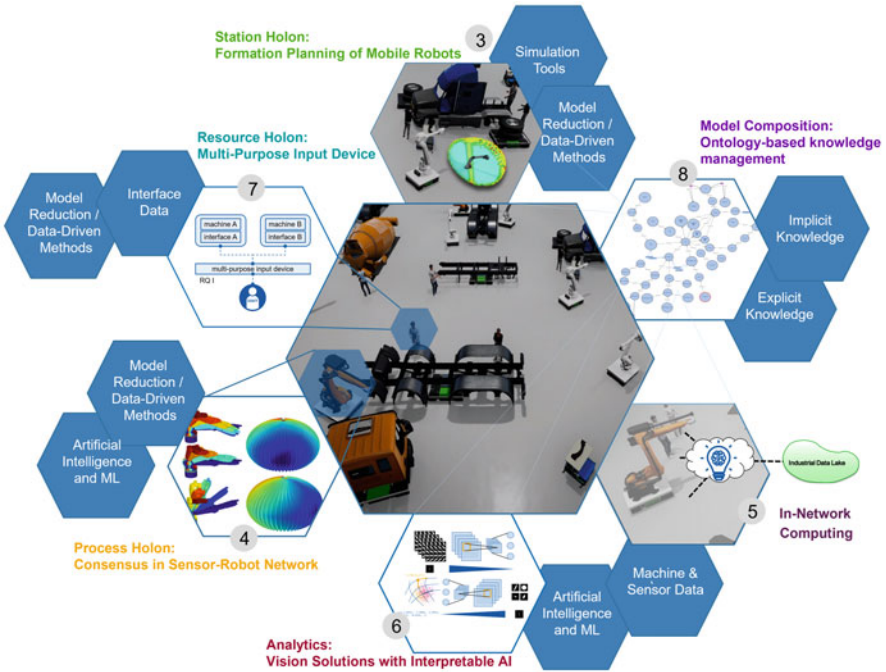 Station Holon:
Formation Planning of Mobile Robots
3
Simulation
Tools
Model
Reduction /
Data-Driven
Methods
Resource Holon:
Multi-Purpose Input Device
7
Interface
Data
Model
Reduction /
Data-Driven
Methods
machine A
interface A
machine B
interface B
multi-purpose input device
RQ I
Model Composition:
Ontology-based knowledge
management
8
Implicit
Knowledge
Explicit
Knowledge
Model
Reduction /
Data-Driven
Methods
Artificial
Intelligence
and ML
4
Process Holon:
Consensus in Sensor-Robot Network
Industrial Data Lake
5
In-Network
Computing
Machine &
Sensor Data
Artificial
Intelligence
and ML
6
Analytics:
Vision Solutions with Interpretable AI